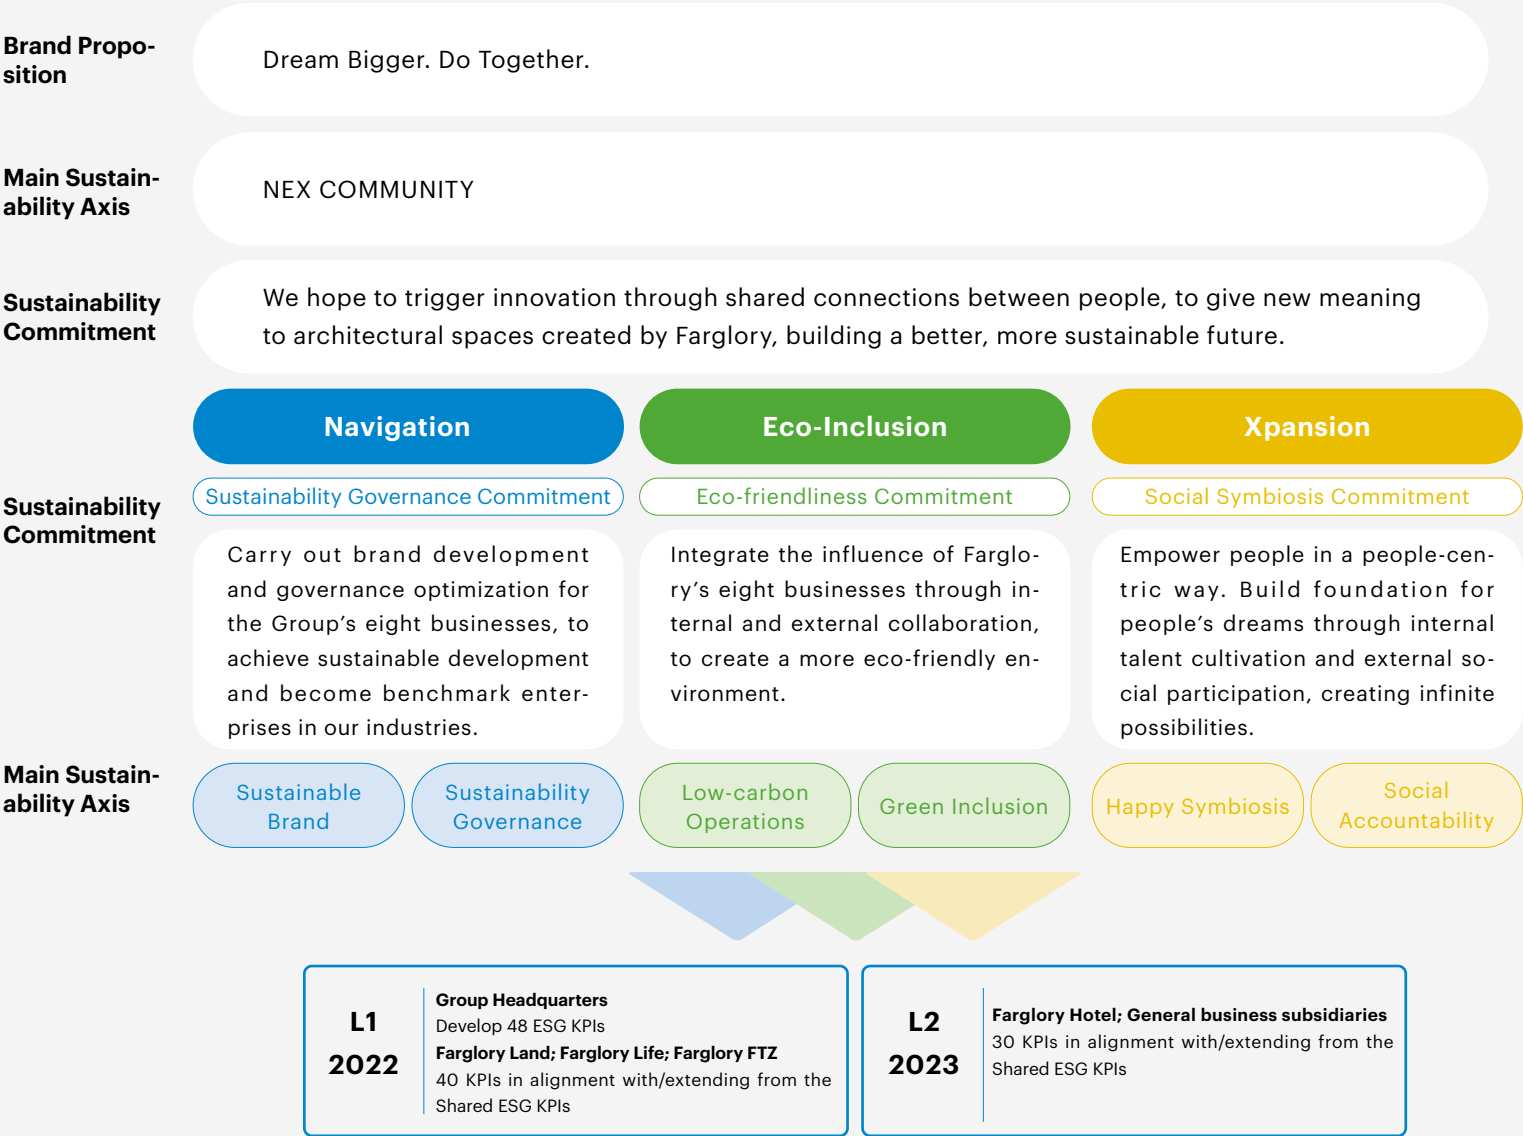 Brand Propo-
sition
Dream Bigger. Do Together.
Main Sustain-
ability Axis
NEX COMMUNITY
Sustainability
Commitment
We hope to trigger innovation through shared connections between people, to give new meaning
to architectural spaces created by Farglory, building a better, more sustainable future.
Navigation
Eco-Inclusion
Xpansion
Sustainability
Commitment
Sustainability Governance Commitment
Eco-friendliness Commitment
Social Symbiosis Commitment
Carry out brand development
and governance optimization for
the Group's eight businesses, to
achieve sustainable development
and become benchmark enter-
prises in our industries.
Integrate the influence of Farglo-
ry's eight businesses through in-
ternal and external collaboration,
to create a more eco-friendly en-
vironment.
Empower people in a people-cen-
tric way. Build foundation for
people's dreams through internal
talent cultivation and external so-
cial participation, creating infinite
possibilities.
Main Sustain-
ability Axis
Sustainable
Brand
Sustainability
Governance
Low-carbon
Operations
Green Inclusion
Happy Symbiosis
Social
Accountability
L1
2022
Group Headquarters
Develop 48 ESG KPIs
Farglory Land; Farglory Life; Farglory FTZ
40 KPIs in alignment with/extending from the
Shared ESG KPIs
L2
2023
Farglory Hotel; General business subsidiaries
30 KPIs in alignment with/extending from the
Shared ESG KPIs